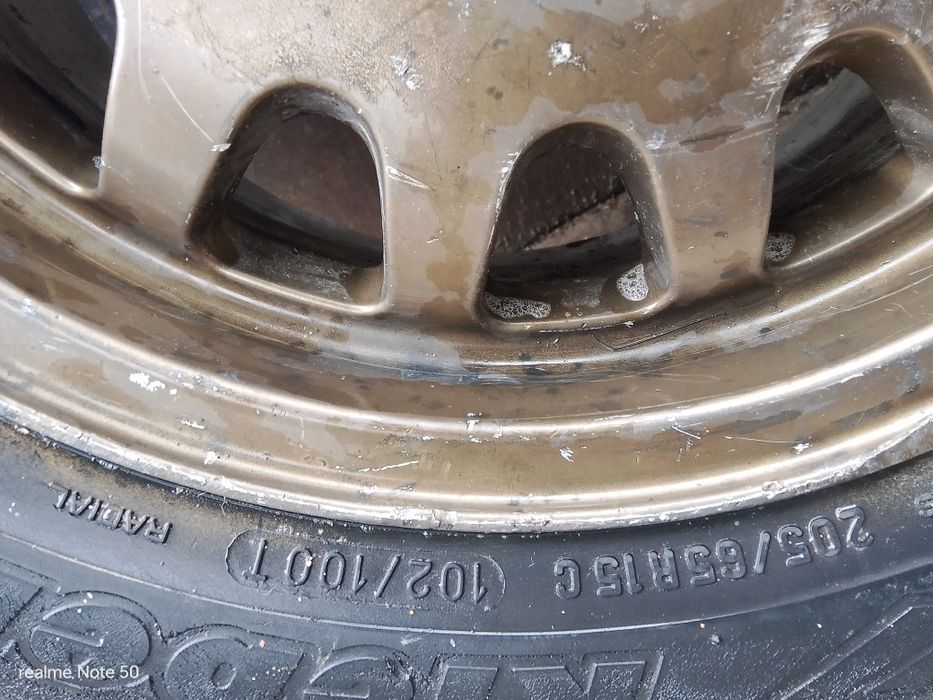 205/65R15C
102/100T
RADIAL
realme Note 50